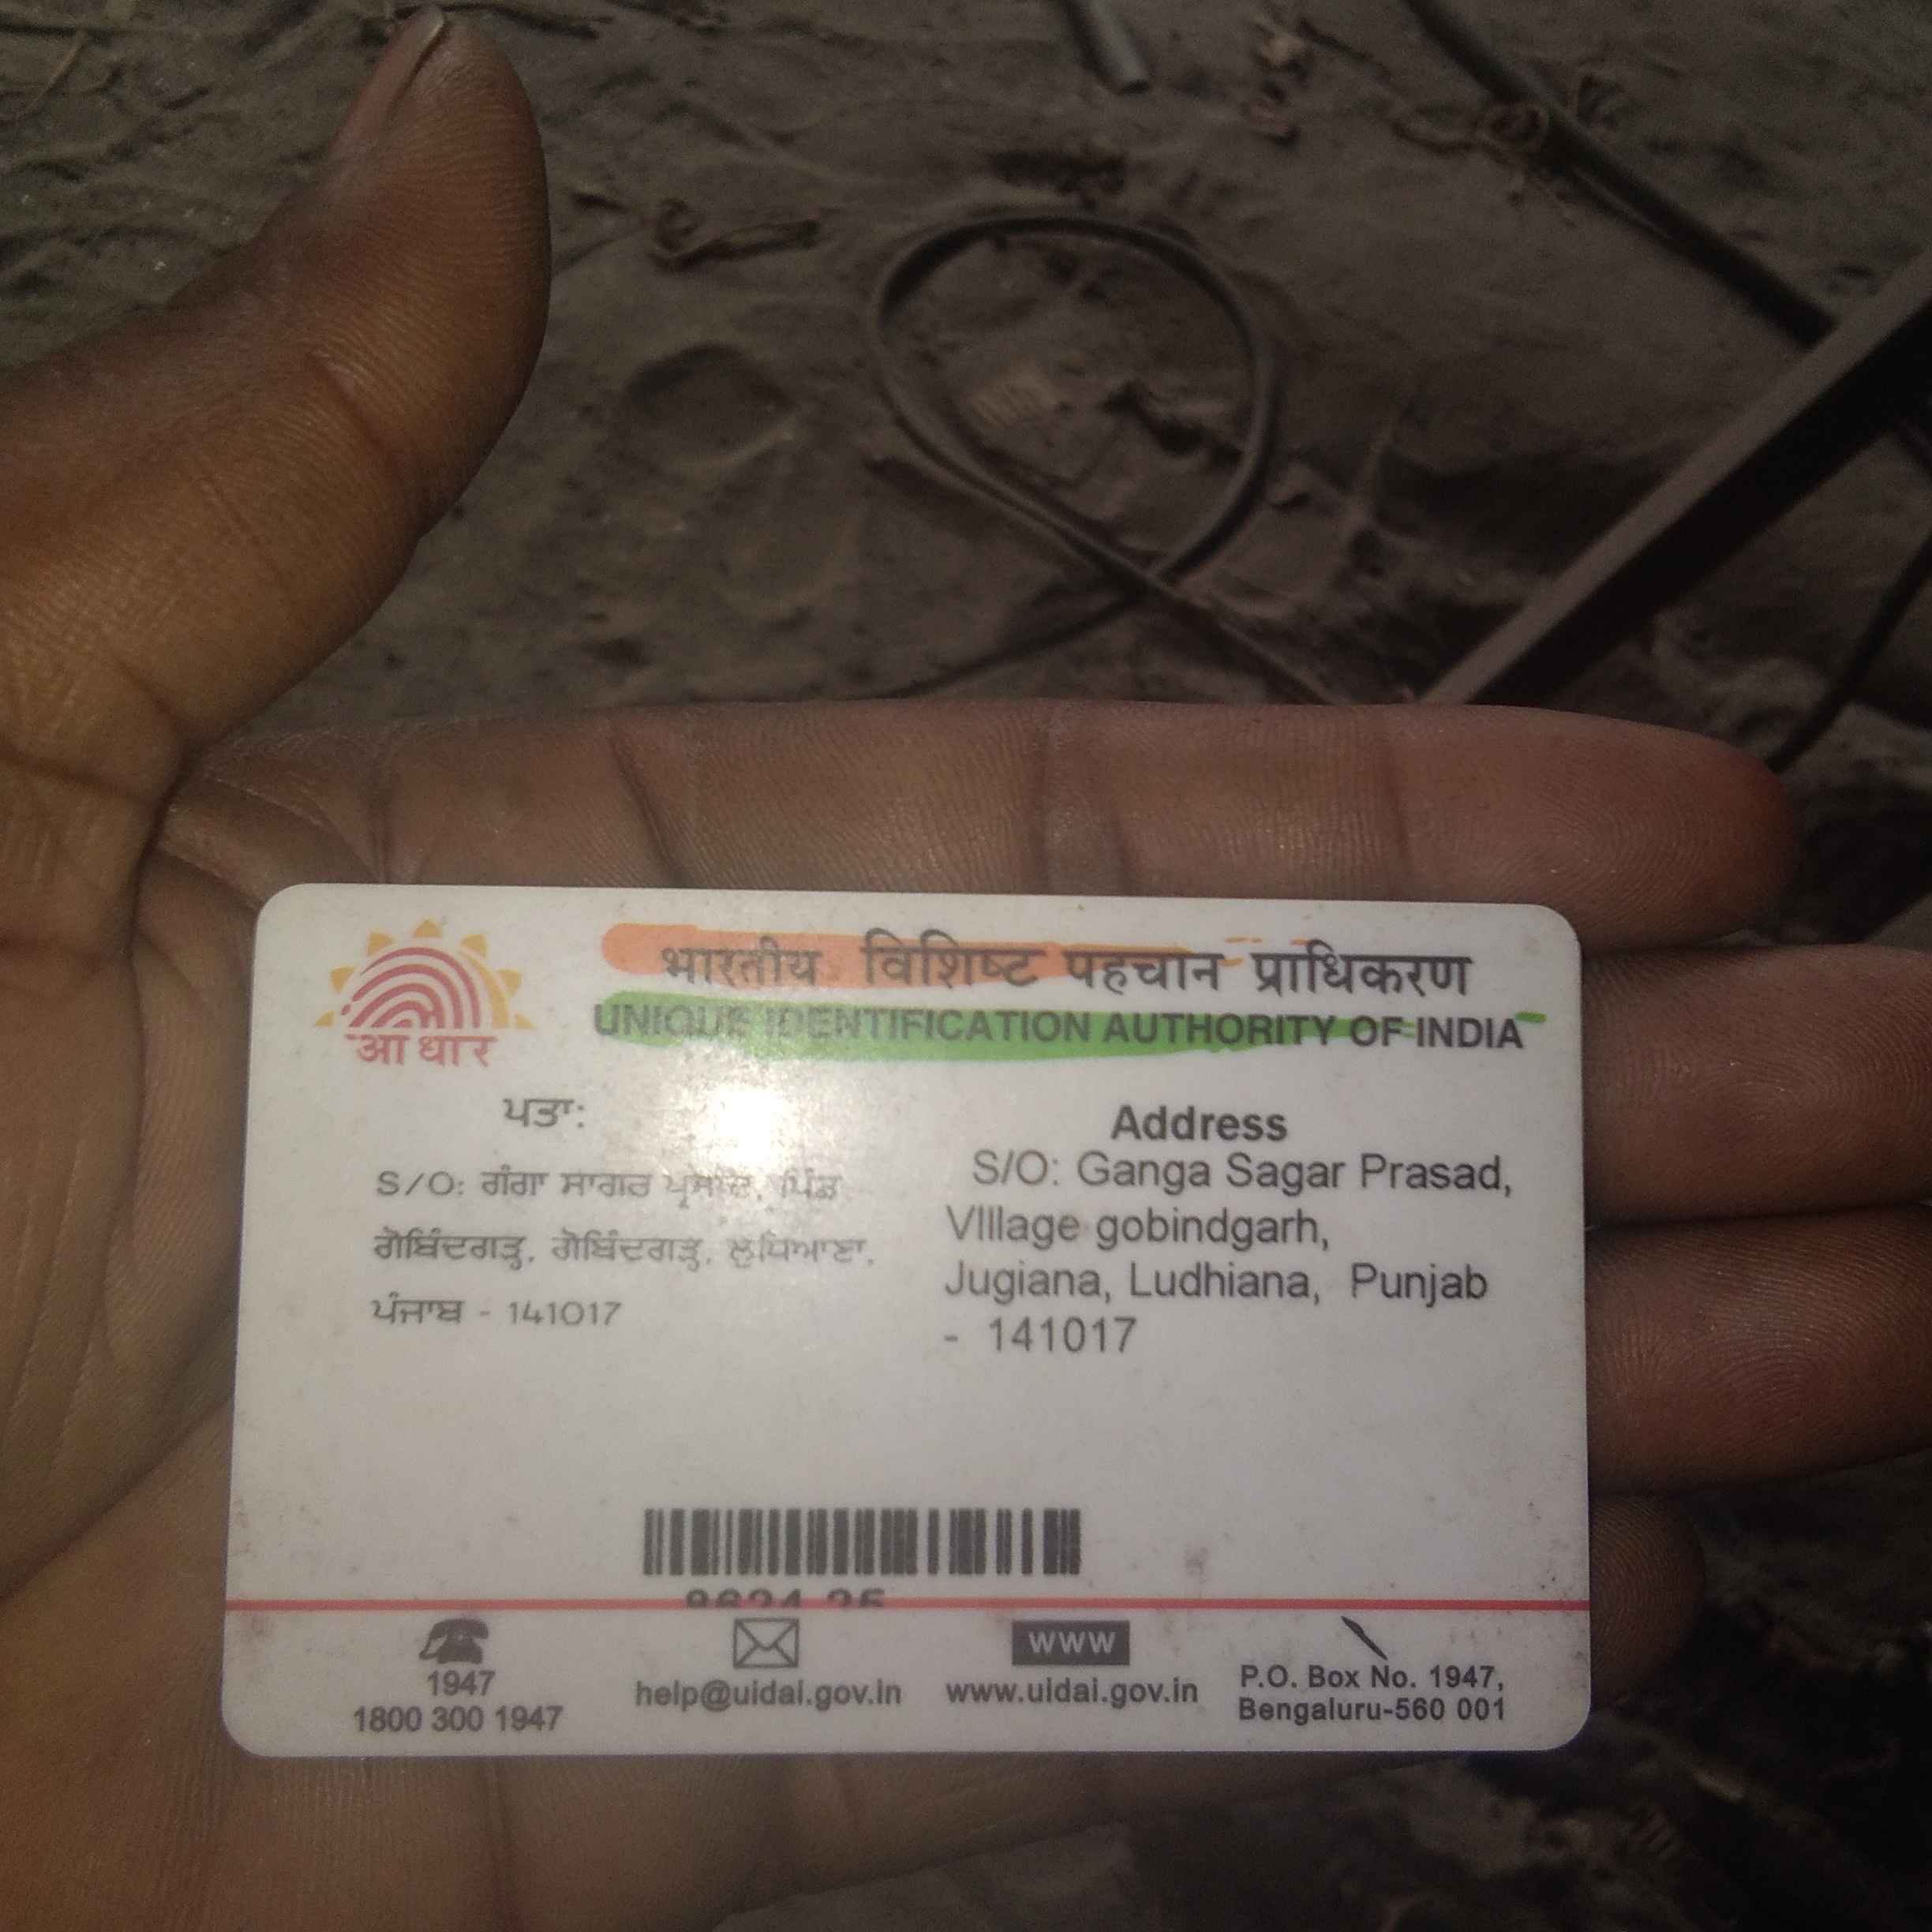 आधार
भारतीय विशिष्ट पहचान प्राधिकरण
UNIQUE IDENTIFICATION AUTHORITY OF INDIA
ਪਤਾ:
S/O: ਗੰਗਾ ਸਾਗਰ ਪ੍ਰਸਾਦ, ਪਿੰਡ
ਗੋਬਿੰਦਗੜ੍ਹ, ਗੋਬਿੰਦਗੜ੍ਹ, ਲੁਧਿਆਣਾ,
ਪੰਜਾਬ - 141017
Address
S/O: Ganga Sagar Prasad,
VIllage gobindgarh,
Jugiana, Ludhiana, Punjab
- 141017
1947
1800 300 1947
help@uidai.gov.in
www
www.uidai.gov.in
P.O. Box No. 1947,
Bengaluru-560 001